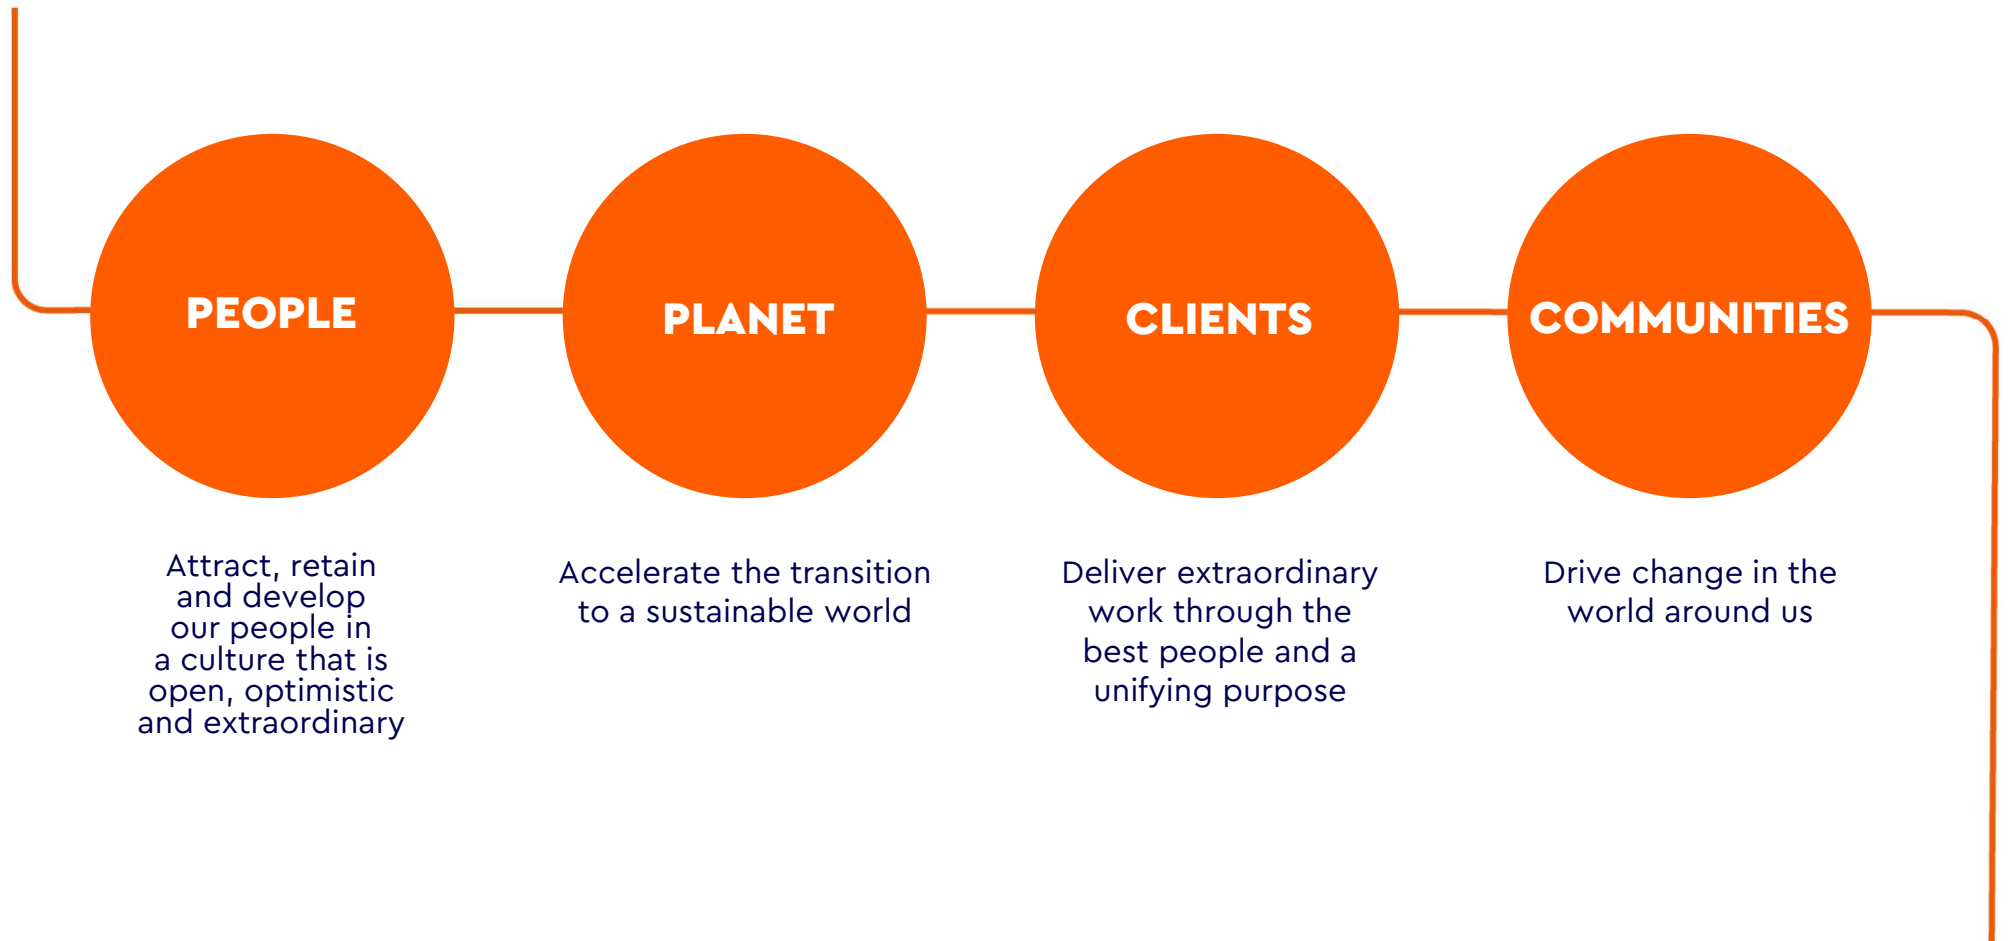 PEOPLE
Attract, retain
and develop
our people in
a culture that is
open, optimistic
and extraordinary
PLANET
Accelerate the transition
to a sustainable world
CLIENTS
Deliver extraordinary
work through the
best people and a
unifying purpose
COMMUNITIES
Drive change in the
world around us